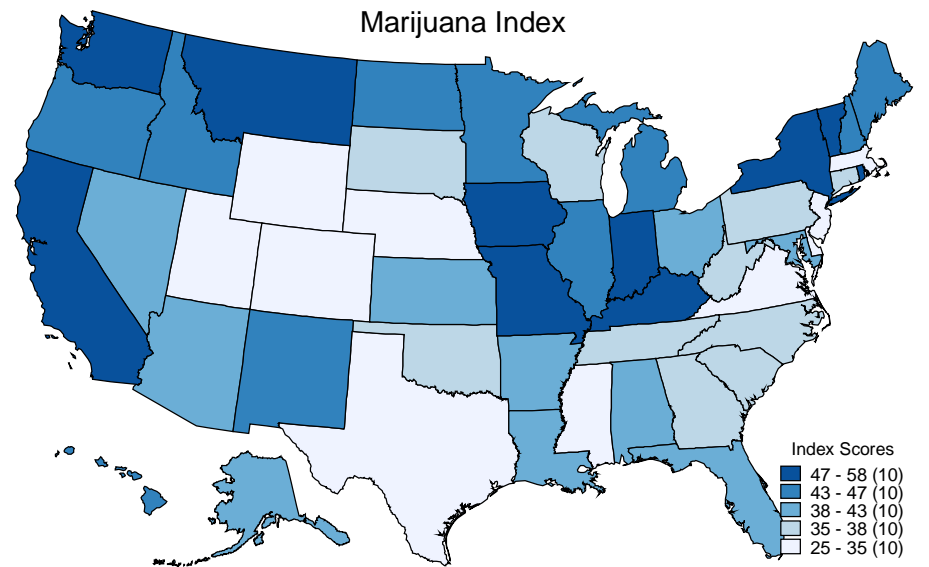 Marijuana Index
Index Scores
47 - 58 (10)
43 - 47 (10)
38 - 43 (10)
35 - 38 (10)
25 - 35 (10)